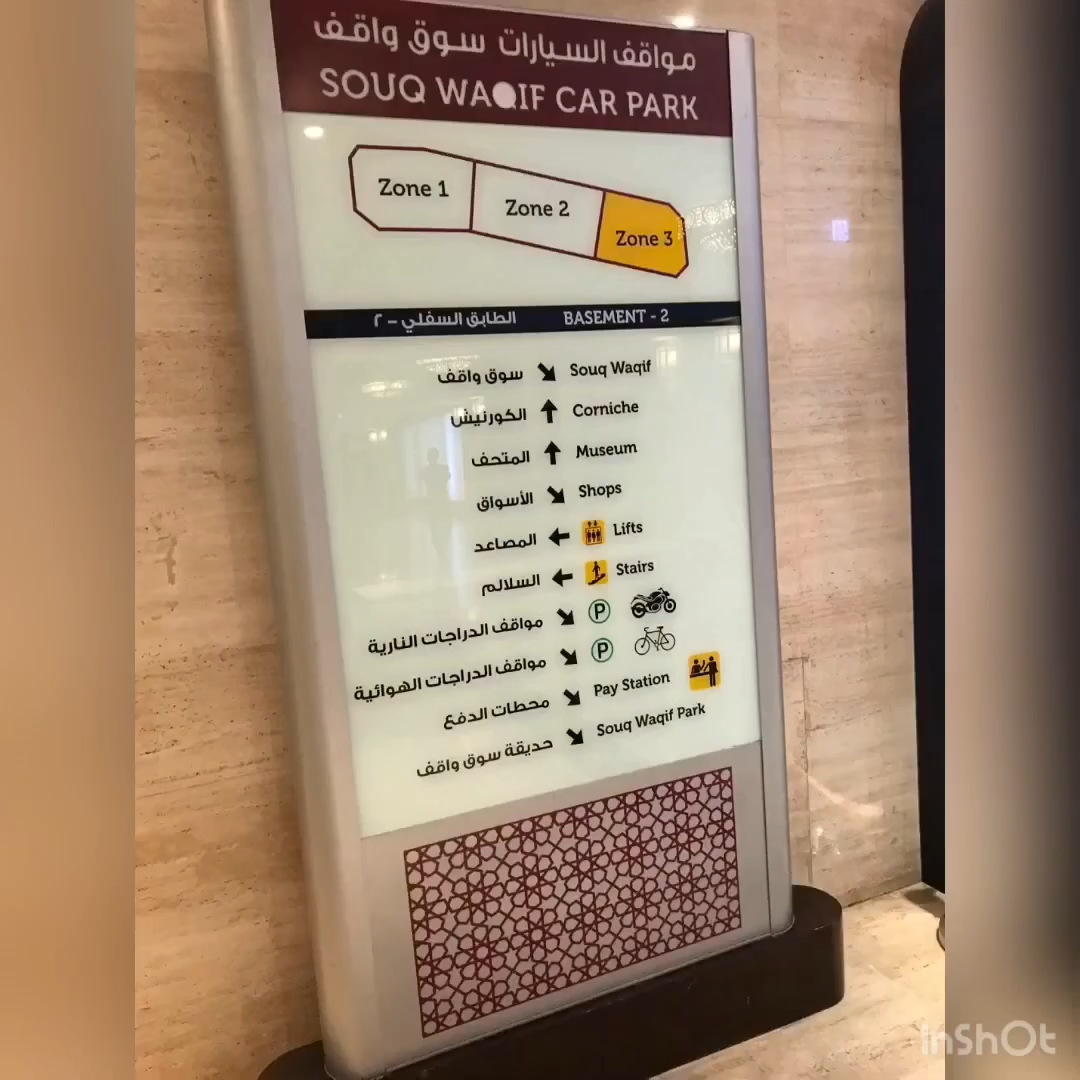 مواقف السيارات سوق واقف
SOUQ WAQIF CAR PARK
Zone 1
Zone 2
Zone 3
الطابق السفلي - ٢ BASEMENT - 2
سوق واقف Souq Waqif
الكورنيش Corniche
المتحف Museum
الأسواق Shops
المصاعد Lifts
السلالم Stairs
مواقف الدراجات النارية P
مواقف الدراجات الهوائية P
محطات الدفع Pay Station
حديقة سوق واقف Souq Waqif Park
InShOt